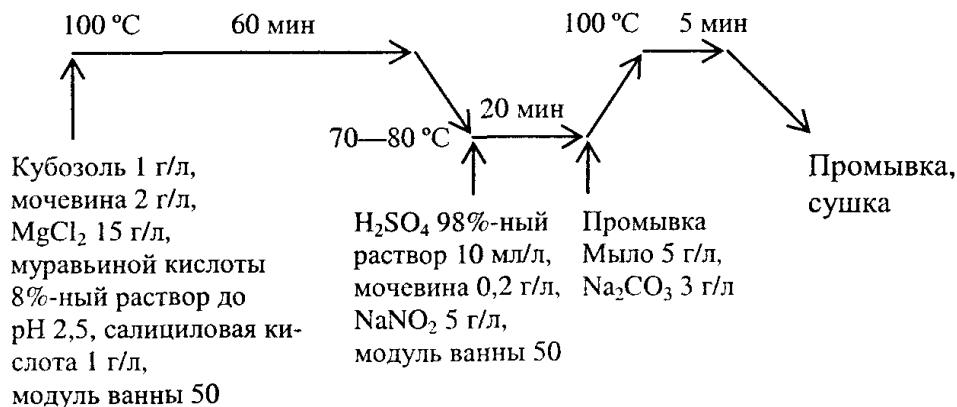 100 °C
60 мин
100 °C
5 мин
20 мин
70—80 °C
Кубозоль 1 г/л,
мочевина 2 г/л,
MgCl₂ 15 г/л,
муравьиной кислоты
8%-ный раствор до
pH 2,5, салициловая ки-
слота 1 г/л,
модуль ванны 50
H₂SO₄ 98%-ный
раствор 10 мл/л,
мочевина 0,2 г/л,
NaNO₂ 5 г/л,
модуль ванны 50
Промывка
Мыло 5 г/л,
Na₂CO₃ 3 г/л
Промывка,
сушка